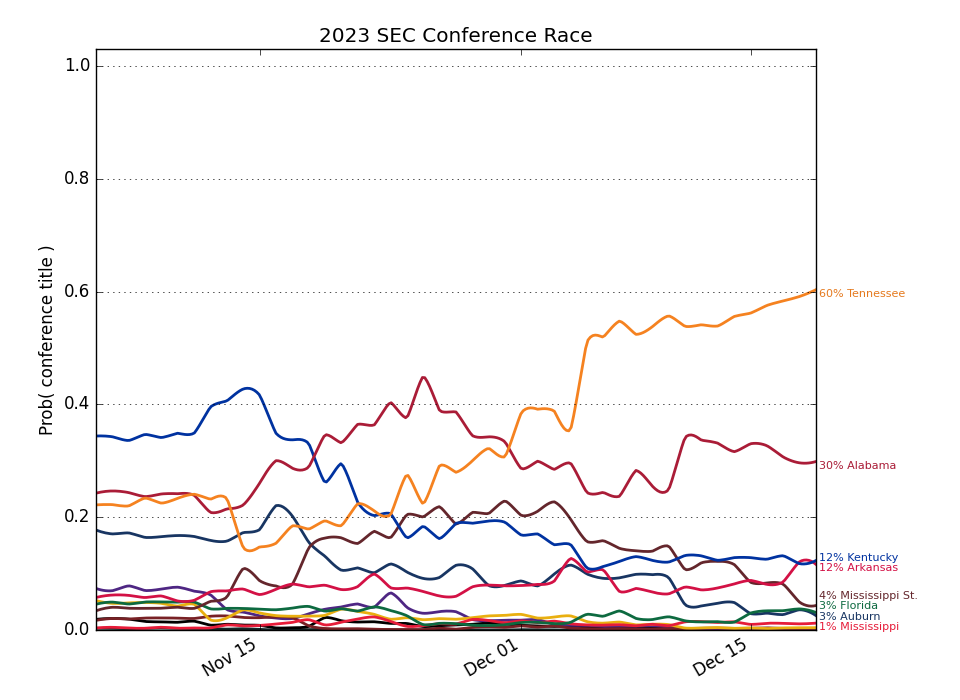 2023 SEC Conference Race
Prob( conference title )
1.0
0.8
0.6
0.4
0.2
0.0
Nov 15
Dec 01
Dec 15
60% Tennessee
30% Alabama
12% Kentucky
12% Arkansas
4% Mississippi St.
3% Florida
3% Auburn
1% Mississippi